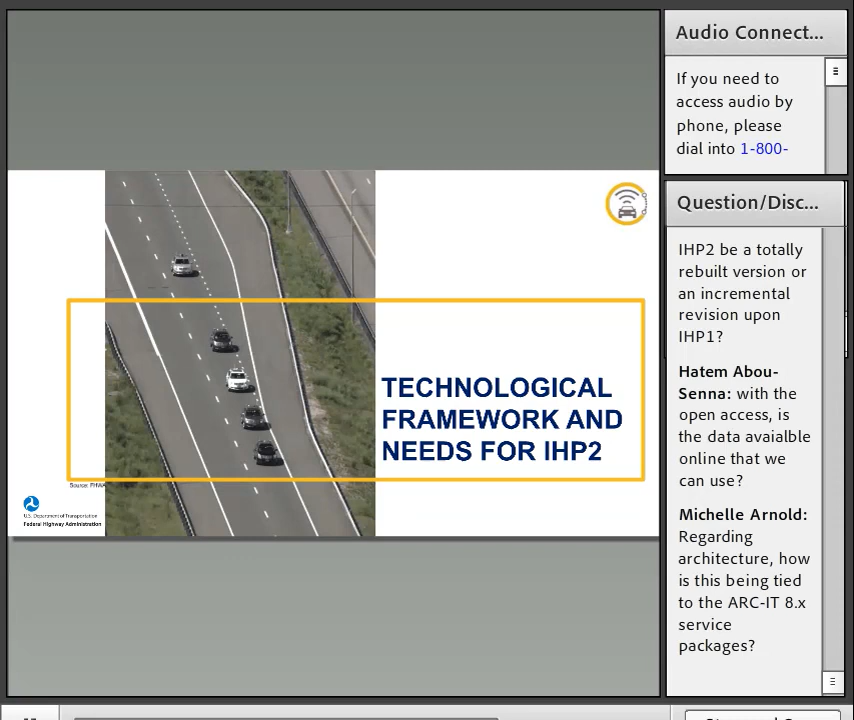 Audio Connect...
If you need to
access audio by
phone, please
dial into 1-800-
Question/Disc...
IHP2 be a totally
rebuilt version or
an incremental
revision upon
IHP1?
Hatem Abou-
Senna: with the
open access, is
the data avaialble
online that we
can use?
Michelle Arnold:
Regarding
architecture, how
is this being tied
to the ARC-IT 8.x
service
packages?
TECHNOLOGICAL
FRAMEWORK AND
NEEDS FOR IHP2
Source: FHWA
U.S. Department of Transportation
Federal Highway Administration